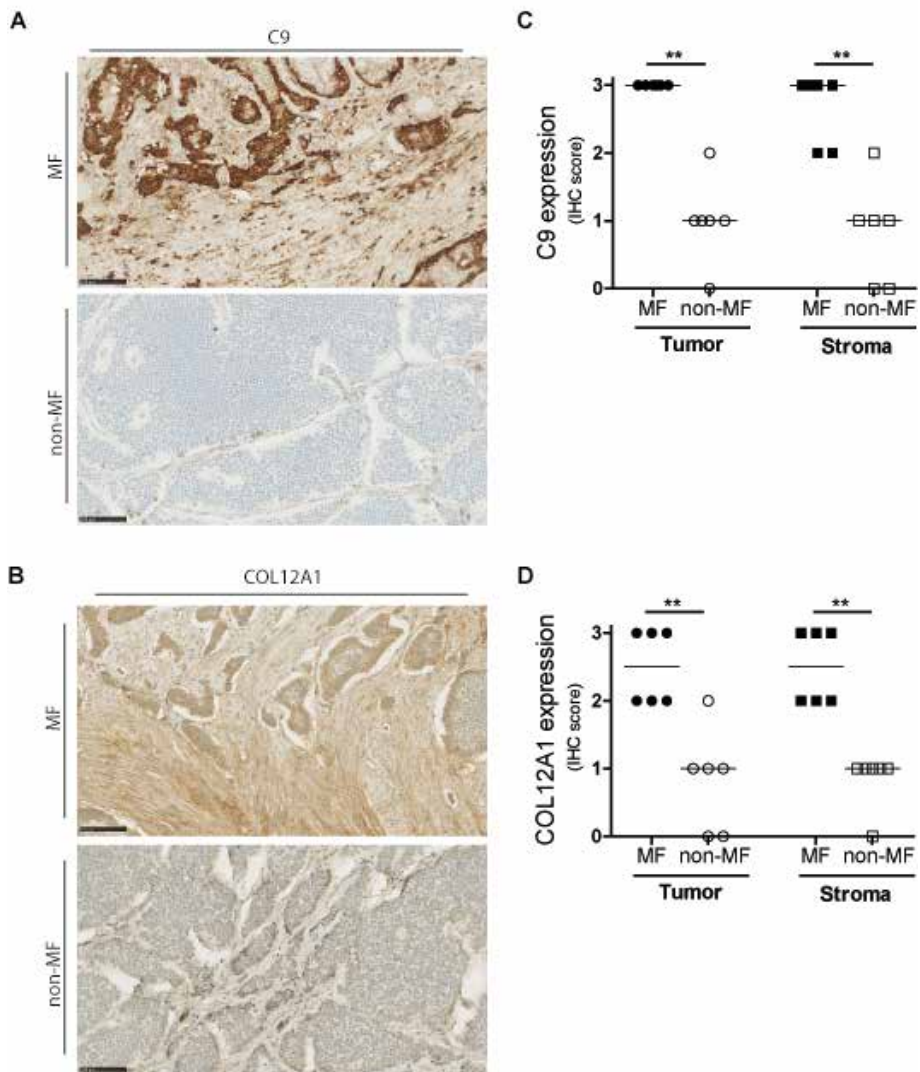 A
C9
MF
non-MF
B
COL12A1
MF
non-MF
C
** **
C9 expression
(IHC score)
3
2
1
0
MF non-MF MF non-MF
Tumor Stroma
D
** **
COL12A1 expression
(IHC score)
3
2
1
0
MF non-MF MF non-MF
Tumor Stroma